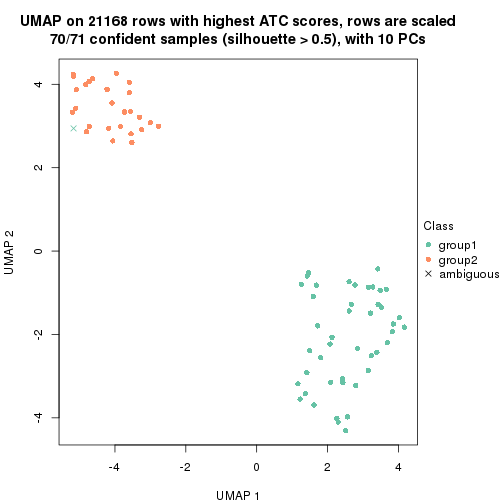 UMAP on 21168 rows with highest ATC scores, rows are scaled
70/71 confident samples (silhouette > 0.5), with 10 PCs
4
2
0
-2
-4
UMAP 2
-4
-2
0
2
4
UMAP 1
Class
group1
group2
ambiguous